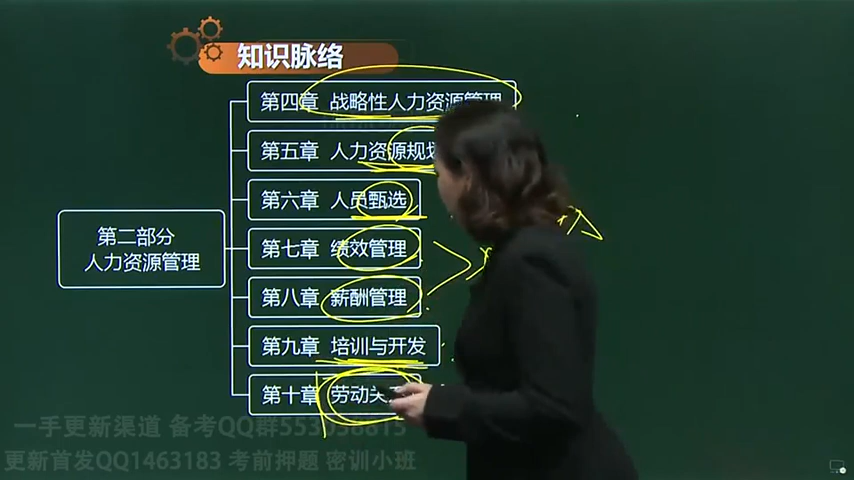 知识脉络
第四章 战略性人力资源管理
第五章 人力资源规划
第六章 人员甄选
第七章 绩效管理
第八章 薪酬管理
第九章 培训与开发
第十章 劳动关
第二部分
人力资源管理
一手更新渠道 备考QQ群
更新首发QQ1463183 考前押题 密训小班